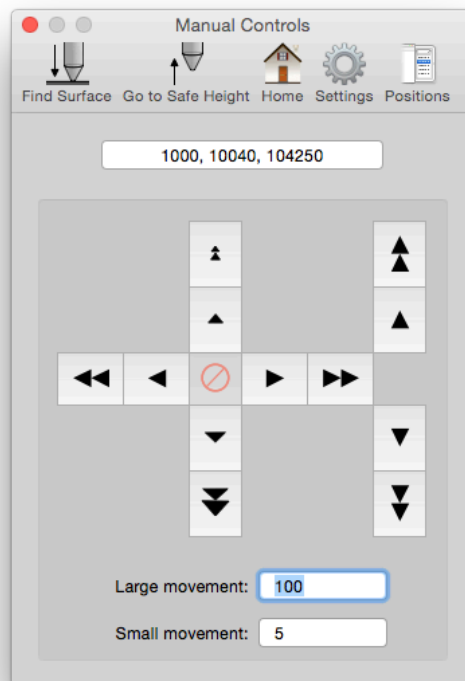 Manual Controls
Find Surface Go to Safe Height Home Settings Positions
1000, 10040, 104250
Large movement: 100
Small movement: 5